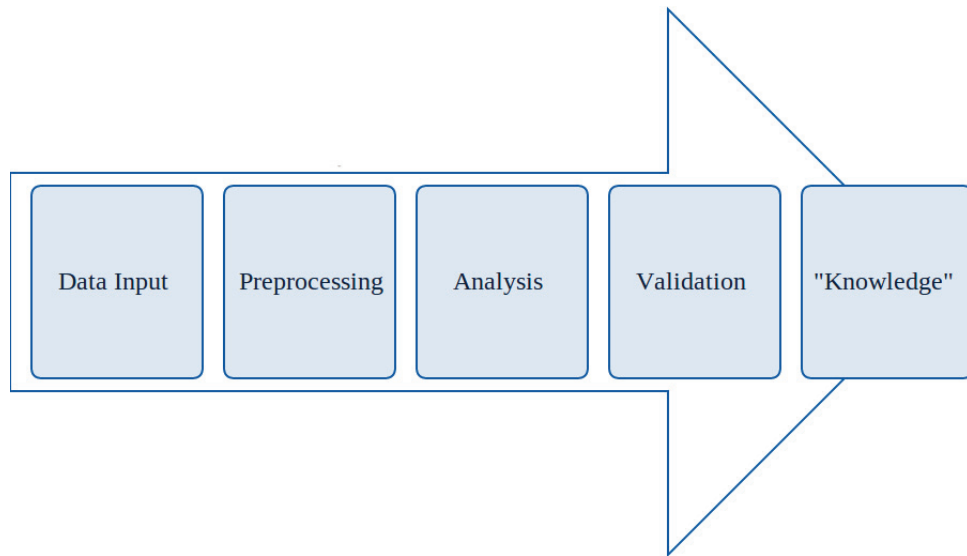 Data Input
Preprocessing
Analysis
Validation
"Knowledge"